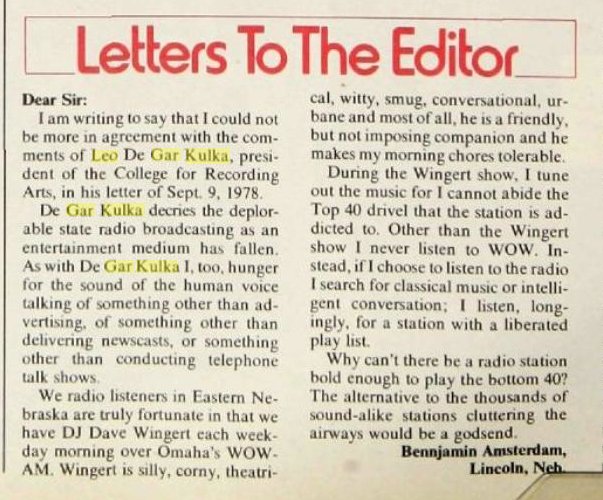 Letters To The Editor
Dear Sir:
I am writing to say that I could not
be more in agreement with the com-
ments of Leo De Gar Kulka, presi-
dent of the College for Recording
Arts, in his letter of Sept. 9, 1978.
De Gar Kulka decries the deplor-
able state radio broadcasting as an
entertainment medium has fallen.
As with De Gar Kulka I, too, hunger
for the sound of the human voice
talking of something other than ad-
vertising, of something other than
delivering newscasts, or something
other than conducting telephone
talk shows.
We radio listeners in Eastern Ne-
braska are truly fortunate in that we
have DJ Dave Wingert each week-
day morning over Omaha's WOW-
AM. Wingert is silly, corny, theatri-
cal, witty, smug, conversational, ur-
bane and most of all, he is a friendly,
but not imposing companion and he
makes my morning chores tolerable.
During the Wingert show, I tune
out the music for I cannot abide the
Top 40 drivel that the station is ad-
dicted to. Other than the Wingert
show I never listen to WOW. In-
stead, if I choose to listen to the radio
I search for classical music or intelli-
gent conversation; I listen, long-
ingly, for a station with a liberated
play list.
Why can't there be a radio station
bold enough to play the bottom 40?
The alternative to the thousands of
sound-alike stations cluttering the
airways would be a godsend.
Bennjamin Amsterdam,
Lincoln, Neb.